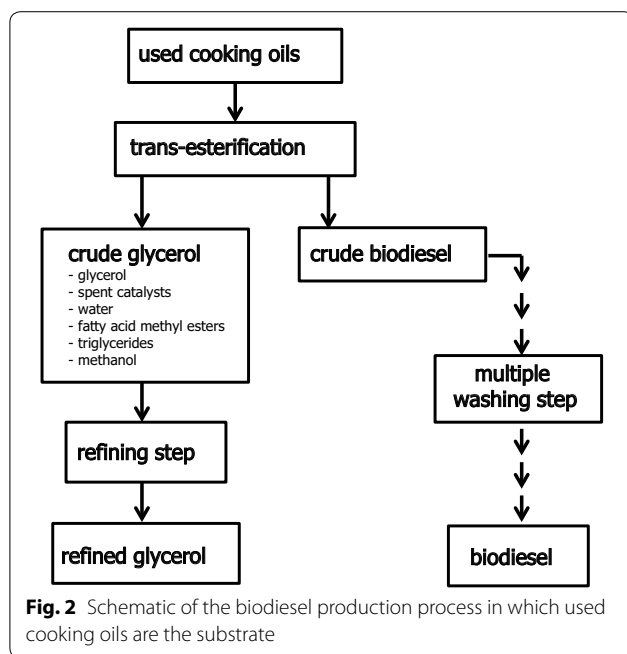 used cooking oils
trans-esterification
crude glycerol
- glycerol
- spent catalysts
- water
- fatty acid methyl esters
- triglycerides
- methanol
crude biodiesel
multiple
washing step
refining step
refined glycerol
biodiesel
Fig. 2 Schematic of the biodiesel production process in which used
cooking oils are the substrate